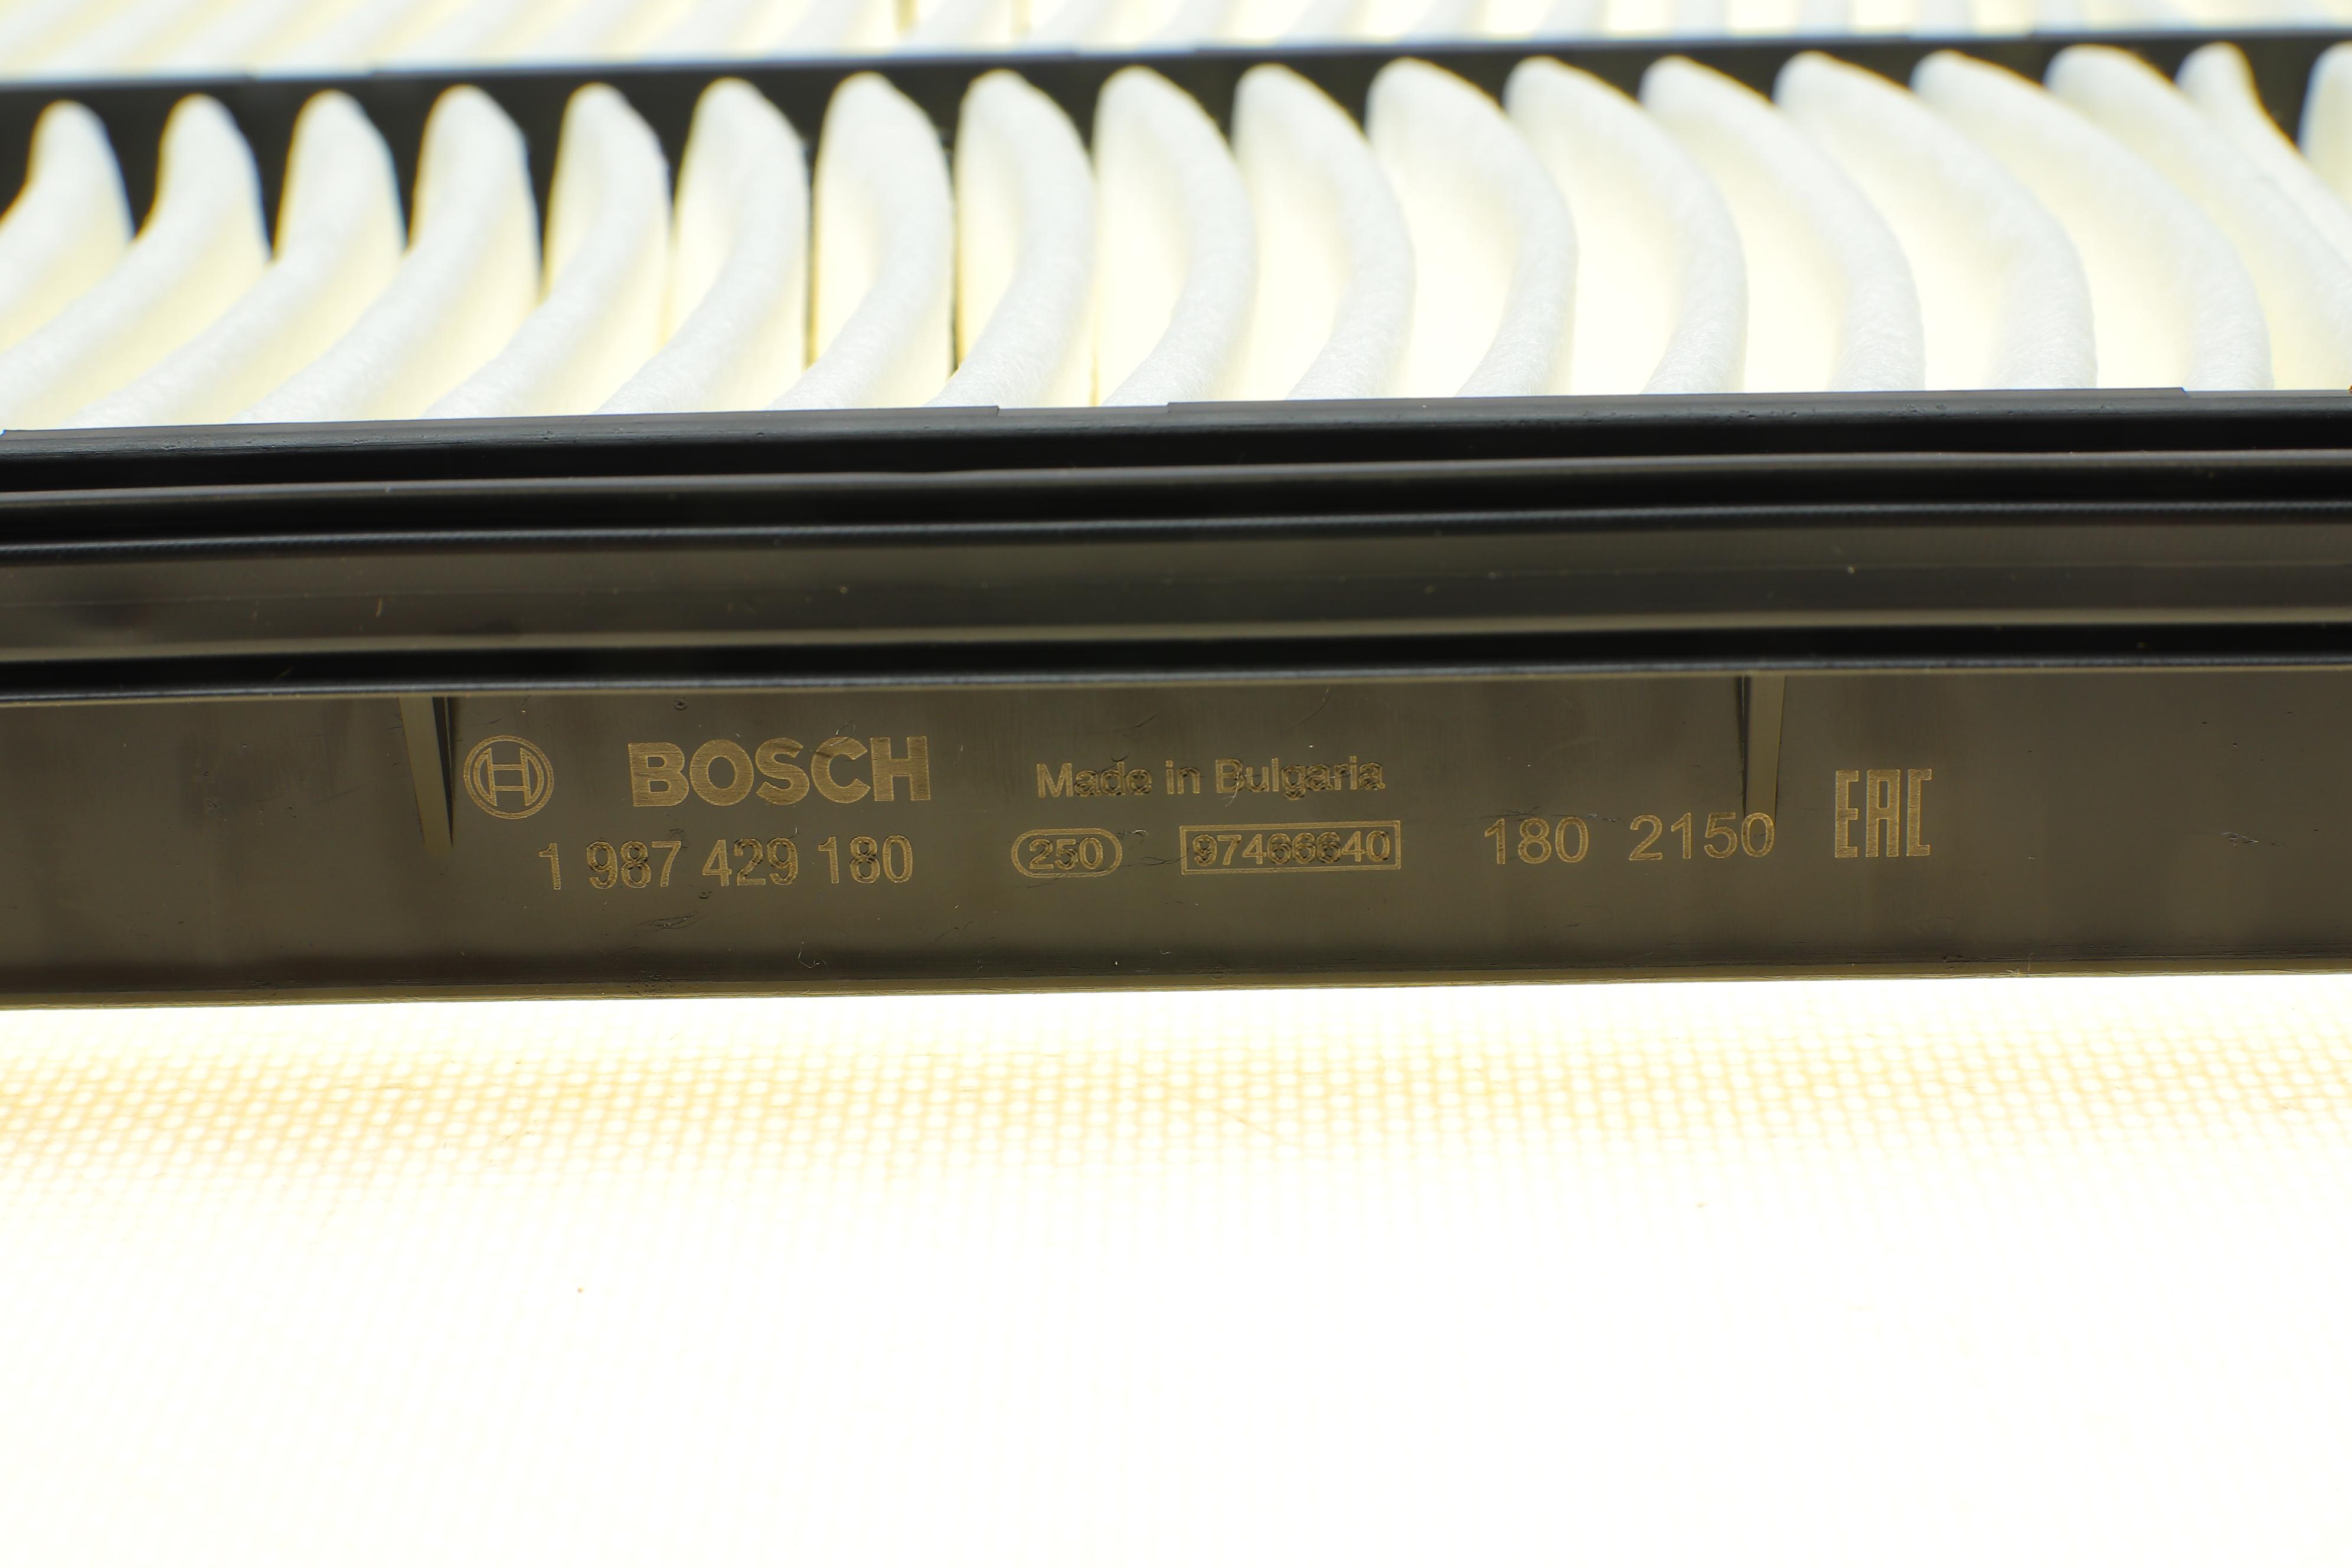 BOSCH Made in Bulgaria
1 987 429 180 250 97466640 180 2150 EAC